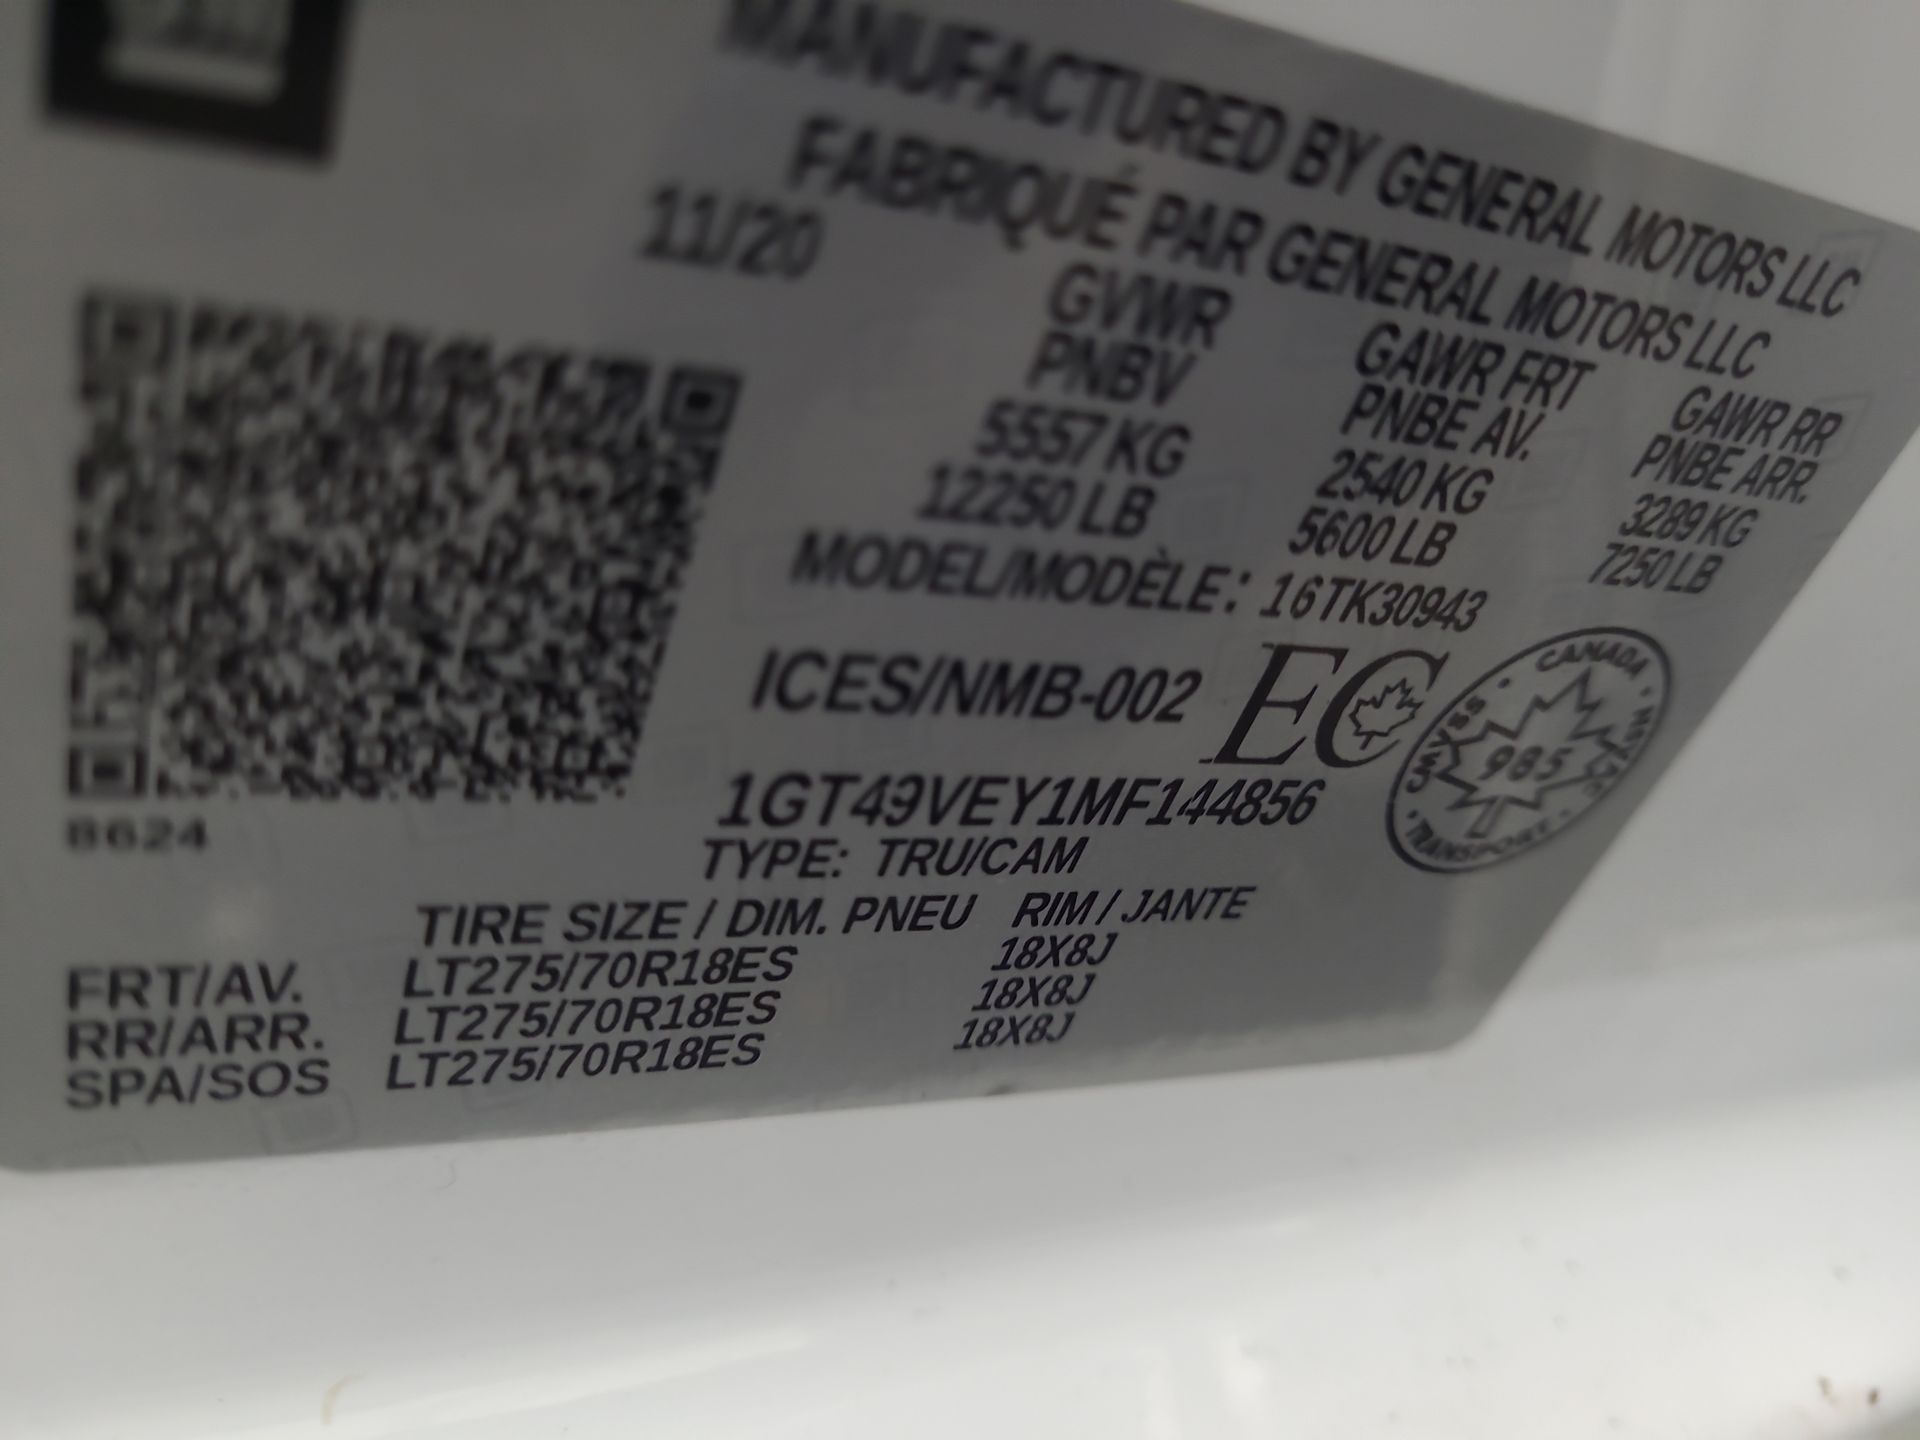 MANUFACTURED BY GENERAL MOTORS LLC
FABRIQUÉ PAR GENERAL MOTORS LLC
11/20
GVWR GAWR FRT GAWR RR
PNBV PNBE AV. PNBE ARR.
5557 KG 2540 KG 3289 KG
12250 LB 5600 LB 7250 LB
MODEL/MODÈLE: 16TK30943
ICES/NMB-002 EC
CANADA
CMVSS NSVAC
985
TRANSPORT
1GT49VEY1MF144856
8624
TYPE: TRU/CAM
TIRE SIZE / DIM. PNEU RIM / JANTE
FRT/AV. LT275/70R18ES 18X8J
RR/ARR. LT275/70R18ES 18X8J
SPA/SOS LT275/70R18ES 18X8J